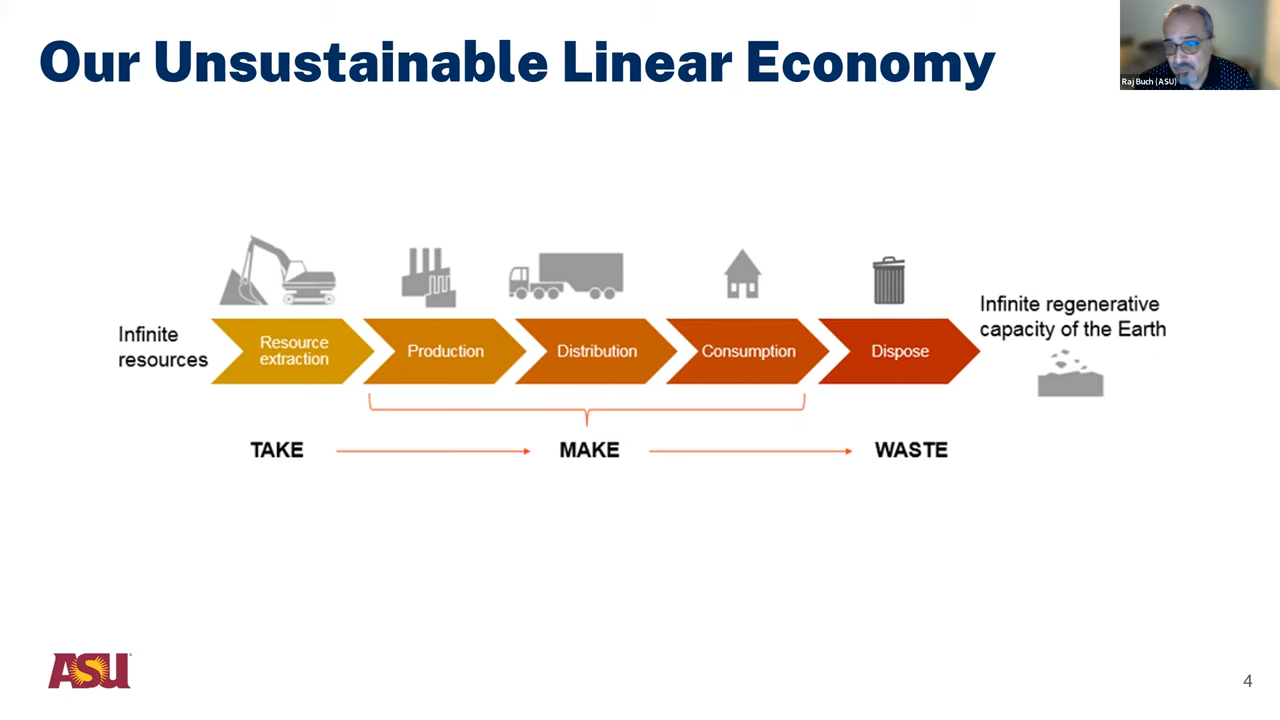 Our Unsustainable Linear Economy
Raj Buch (ASU)
Infinite
resources
Resource
extraction
Production
Distribution
Consumption
Dispose
Infinite regenerative
capacity of the Earth
TAKE
MAKE
WASTE
ASU
4